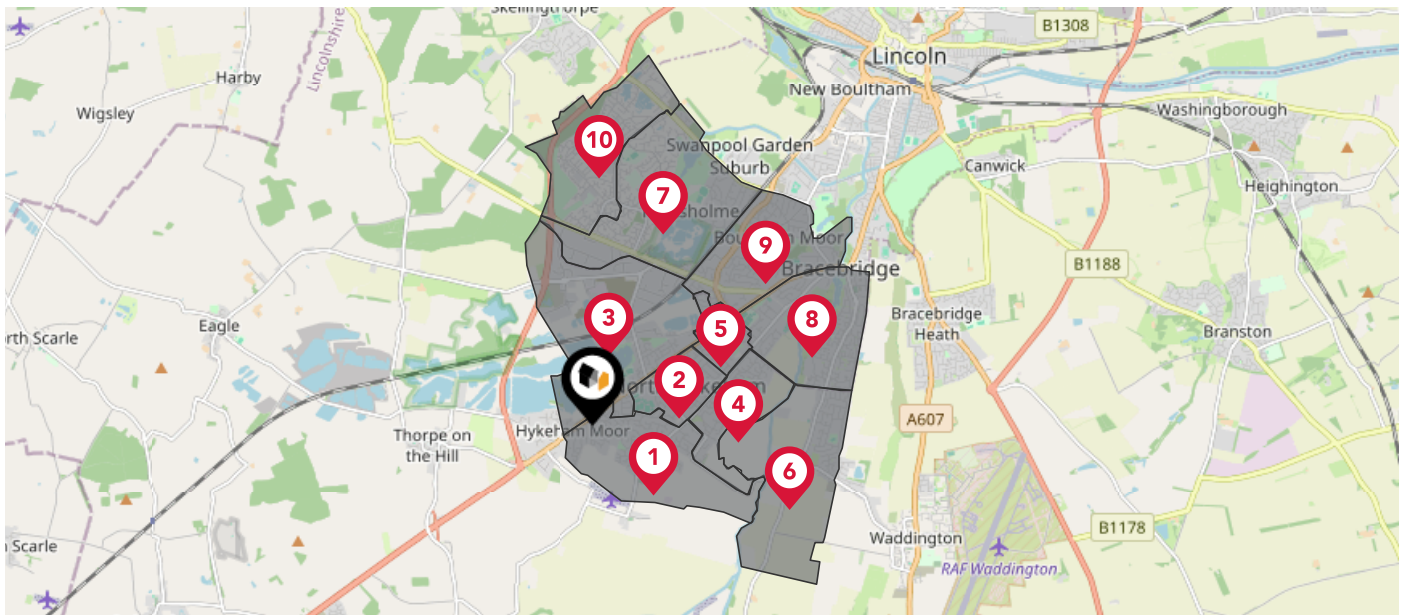 Skellingthorpe
B1308
Lincoln
Lincolnshire
Harby
New Boultham
Wigsley
Washingborough
10
Swanpool Garden
Suburb
Canwick
Heighington
7
9
Bracebridge
B1188
3
5
8
Eagle
Bracebridge
Heath
Branston
orth Scarle
2
4
A607
Thorpe on
the Hill
Hykeham Moor
1
6
B1178
Waddington
n Scarle
RAF Waddington